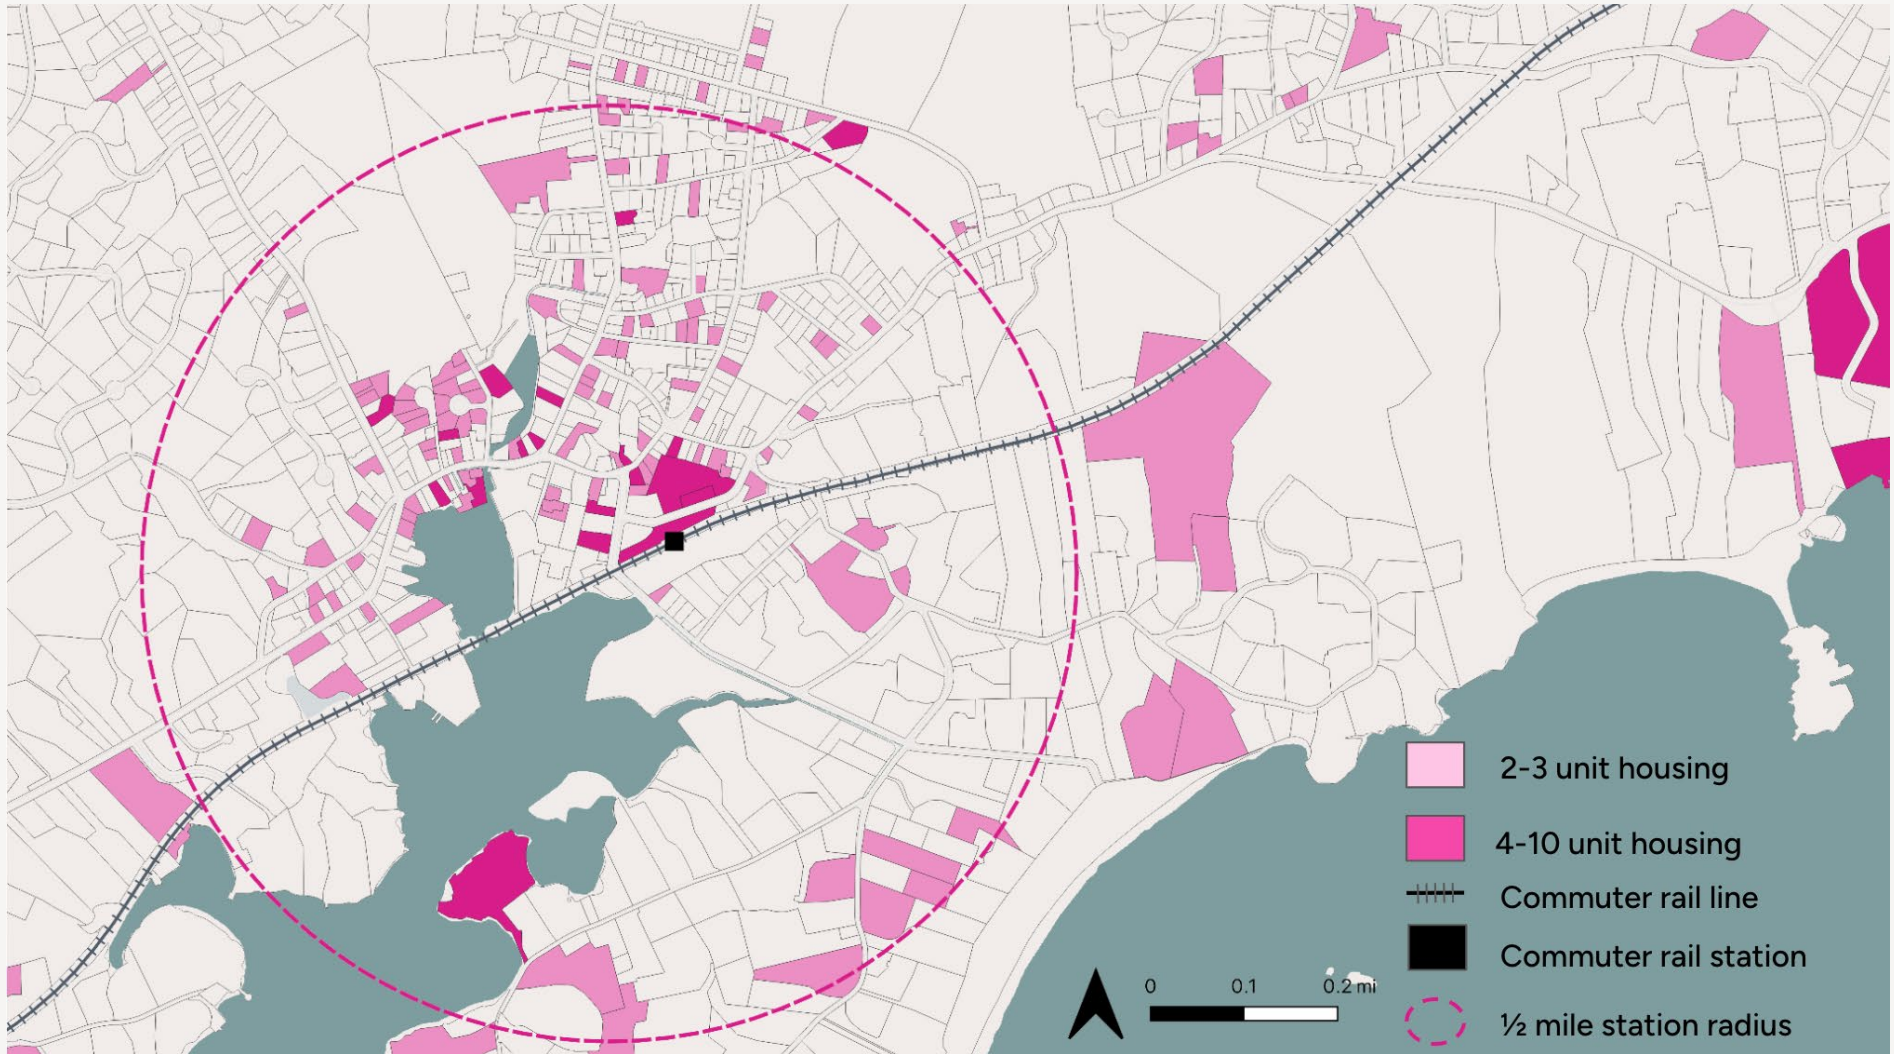 2-3 unit housing
4-10 unit housing
Commuter rail line
Commuter rail station
½ mile station radius
0 0.1 0.2 mi